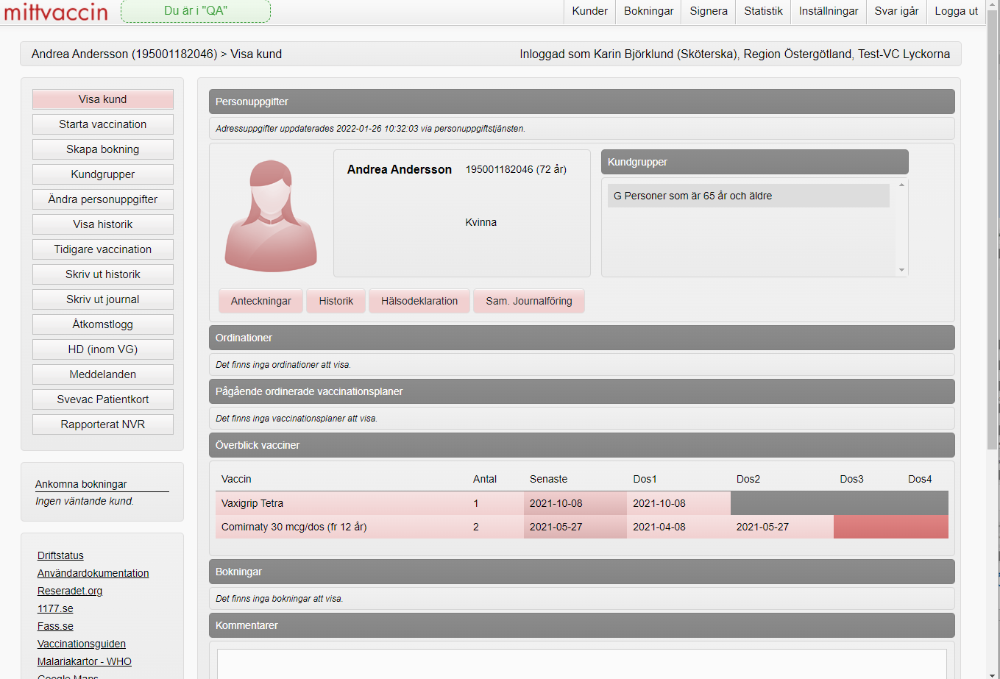 mittvaccin
Du är i "QA"
Kunder
Bokningar
Signera
Statistik
Inställningar
Svar igår
Logga ut
Andrea Andersson (195001182046) > Visa kund
Inloggad som Karin Björklund (Sköterska), Region Östergötland, Test-VC Lyckorna
Visa kund
Starta vaccination
Skapa bokning
Kundgrupper
Ändra personuppgifter
Visa historik
Tidigare vaccination
Skriv ut historik
Skriv ut journal
Åtkomstlogg
HD (inom VG)
Meddelanden
Svevac Patientkort
Rapporterat NVR
Ankomna bokningar
Ingen väntande kund.
Driftstatus
Användardokumentation
Reseradet.org
1177.se
Fass.se
Vaccinationsguiden
Malariakartor - WHO
Google Maps
Personuppgifter
Adressuppgifter uppdaterades 2022-01-26 10:32:03 via personuppgiftstjänsten.
Andrea Andersson 195001182046 (72 år)
Kvinna
Kundgrupper
G Personer som är 65 år och äldre
Anteckningar
Historik
Hälsodeklaration
Sam. Journalföring
Ordinationer
Det finns inga ordinationer att visa.
Pågående ordinerade vaccinationsplaner
Det finns inga vaccinationsplaner att visa.
Överblick vacciner
Vaccin Antal Senaste Dos1 Dos2 Dos3 Dos4
Vaxigrip Tetra 1 2021-10-08 2021-10-08
Comirnaty 30 mcg/dos (fr 12 år) 2 2021-05-27 2021-04-08 2021-05-27
Bokningar
Det finns inga bokningar att visa.
Kommentarer